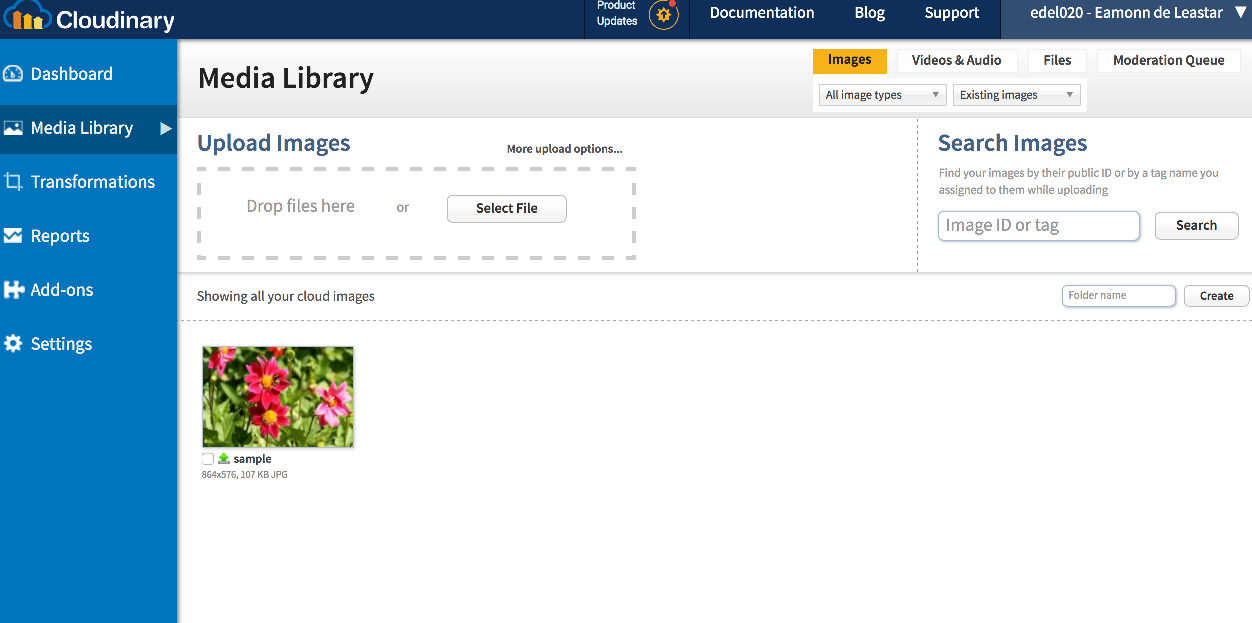 Cloudinary
Product
Updates
Documentation
Blog
Support
edel020 - Eamonn de Leastar
Dashboard
Media Library
Transformations
Reports
Add-ons
Settings
Media Library
Images
Videos & Audio
Files
Moderation Queue
All image types
Existing images
Upload Images
More upload options...
Drop files here
or
Select File
Search Images
Find your images by their public ID or by a tag name you
assigned to them while uploading
Image ID or tag
Search
Showing all your cloud images
Folder name
Create
sample
864x576, 107 KB JPG